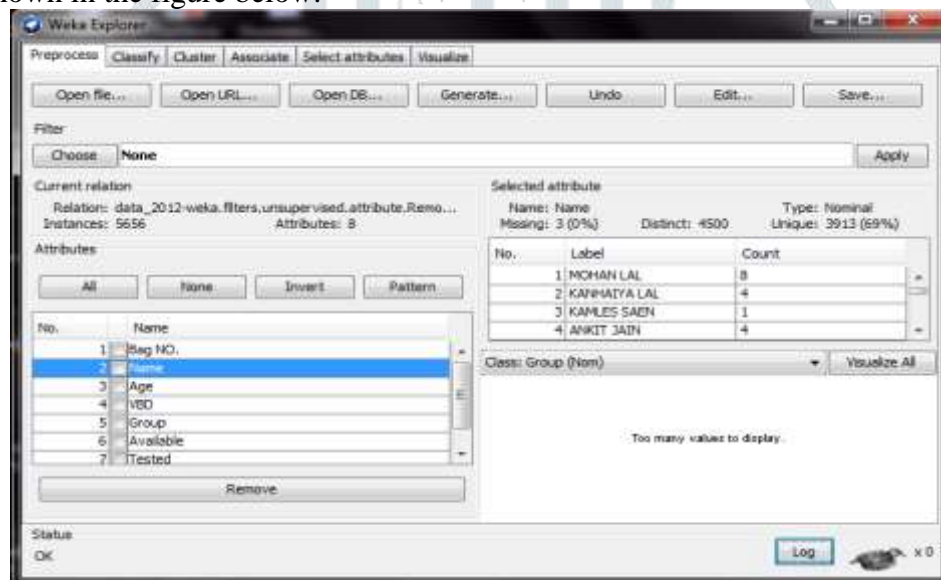 own in the figure below.
Weka Explorer
Preprocess Classify Cluster Associate Select attributes Visualize
Open file... Open URL... Open DB... Generate... Undo Edit... Save...
Filter
Choose None Apply
Current relation
Relation: data_2012-weka.filters.unsupervised.attribute.Remo...
Instances: 5656 Attributes: 8
Attributes
All None Invert Pattern
No. Name
1 Bag NO.
2 Name
3 Age
4 VBD
5 Group
6 Available
7 Tested
Remove
Selected attribute
Name: Name Type: Nominal
Missing: 3 (0%) Distinct: 4500 Unique: 3913 (69%)
No. Label Count
1 MOHAN LAL 8
2 KANHAIYA LAL 4
3 KAMLES SAEN 1
4 ANKIT JAIN 4
Class: Group (Nom) Visualize All
Too many values to display.
Status
OK
Log x 0